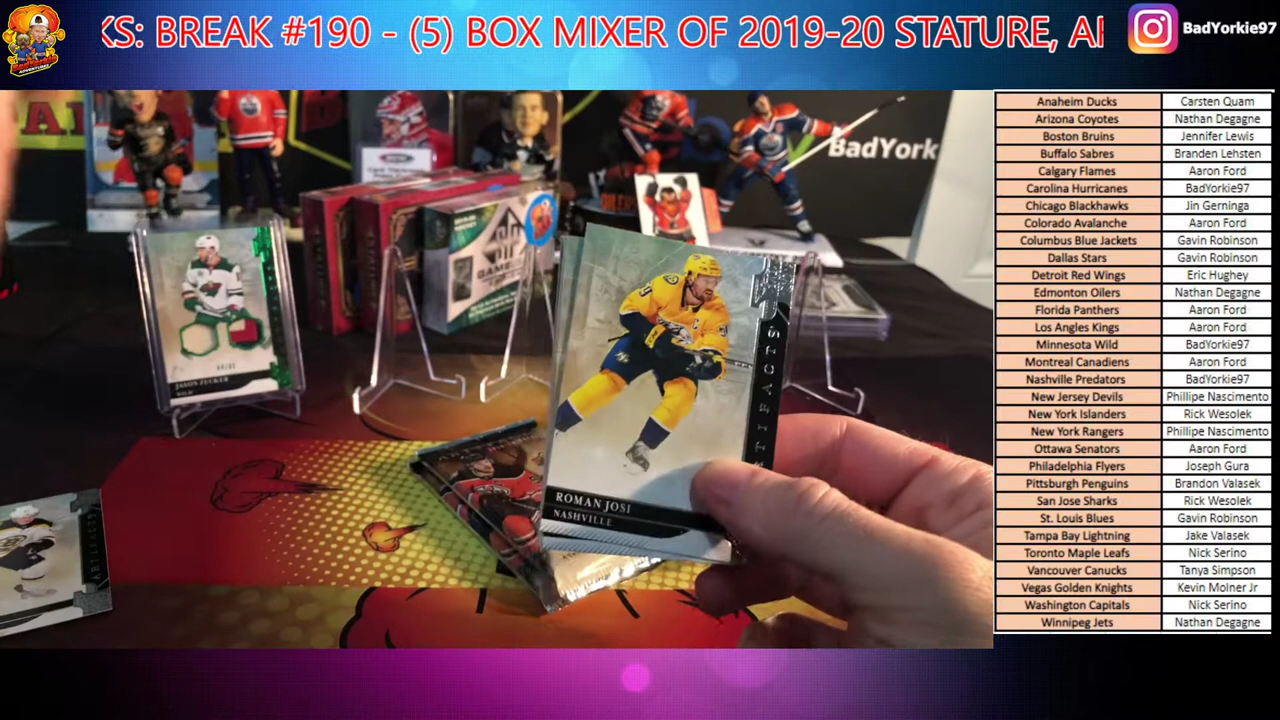 KS: BREAK #190 - (5) BOX MIXER OF 2019-20 STATURE, AR
BadYorkie97
BadYork
Anaheim Ducks Carsten Quam
Arizona Coyotes Nathan Degagne
Boston Bruins Jennifer Lewis
Buffalo Sabres Branden Lehsten
Calgary Flames Aaron Ford
Carolina Hurricanes BadYorkie97
Chicago Blackhawks Jin Gerninga
Colorado Avalanche Aaron Ford
Columbus Blue Jackets Gavin Robinson
Dallas Stars Gavin Robinson
Detroit Red Wings Eric Hughey
Edmonton Oilers Nathan Degagne
Florida Panthers Aaron Ford
Los Angeles Kings Aaron Ford
Minnesota Wild BadYorkie97
Montreal Canadiens Aaron Ford
Nashville Predators BadYorkie97
New Jersey Devils Phillipe Nascimento
New York Islanders Rick Wesolek
New York Rangers Phillipe Nascimento
Ottawa Senators Aaron Ford
Philadelphia Flyers Joseph Gura
Pittsburgh Penguins Brandon Valasek
San Jose Sharks Rick Wesolek
St. Louis Blues Gavin Robinson
Tampa Bay Lightning Jake Valasek
Toronto Maple Leafs Nick Serino
Vancouver Canucks Tanya Simpson
Vegas Golden Knights Kevin Molner Jr
Washington Capitals Nick Serino
Winnipeg Jets Nathan Degagne
SP
GAME
JASON ZUCKER
WILD
ARTIFACTS
ROMAN JOSI
NASHVILLE
ARTIFACTS